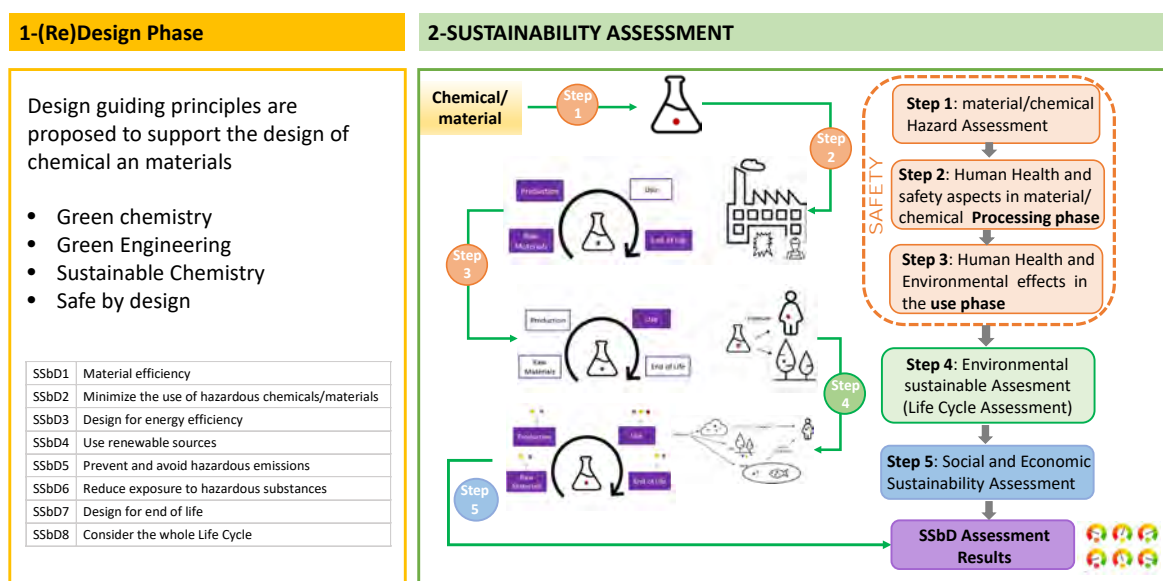 1-(Re)Design Phase
2-SUSTAINABILITY ASSESSMENT
Design guiding principles are
proposed to support the design of
chemical an materials
• Green chemistry
• Green Engineering
• Sustainable Chemistry
• Safe by design
SSbD1 Material efficiency
SSbD2 Minimize the use of hazardous chemicals/materials
SSbD3 Design for energy efficiency
SSbD4 Use renewable sources
SSbD5 Prevent and avoid hazardous emissions
SSbD6 Reduce exposure to hazardous substances
SSbD7 Design for end of life
SSbD8 Consider the whole Life Cycle
Chemical/
material
Step
1
Step
2
Production
Use
Raw
Materials
End of Life
Step
3
Production
Use
Raw
Materials
End of Life
Step
4
Production
Use
Raw
Materials
End of Life
Step
5
SAFETY
Step 1: material/chemical
Hazard Assessment
Step 2: Human Health and
safety aspects in material/
chemical Processing phase
Step 3: Human Health and
Environmental effects in
the use phase
Step 4: Environmental
sustainable Assesment
(Life Cycle Assessment)
Step 5: Social and Economic
Sustainability Assessment
SSbD Assessment
Results